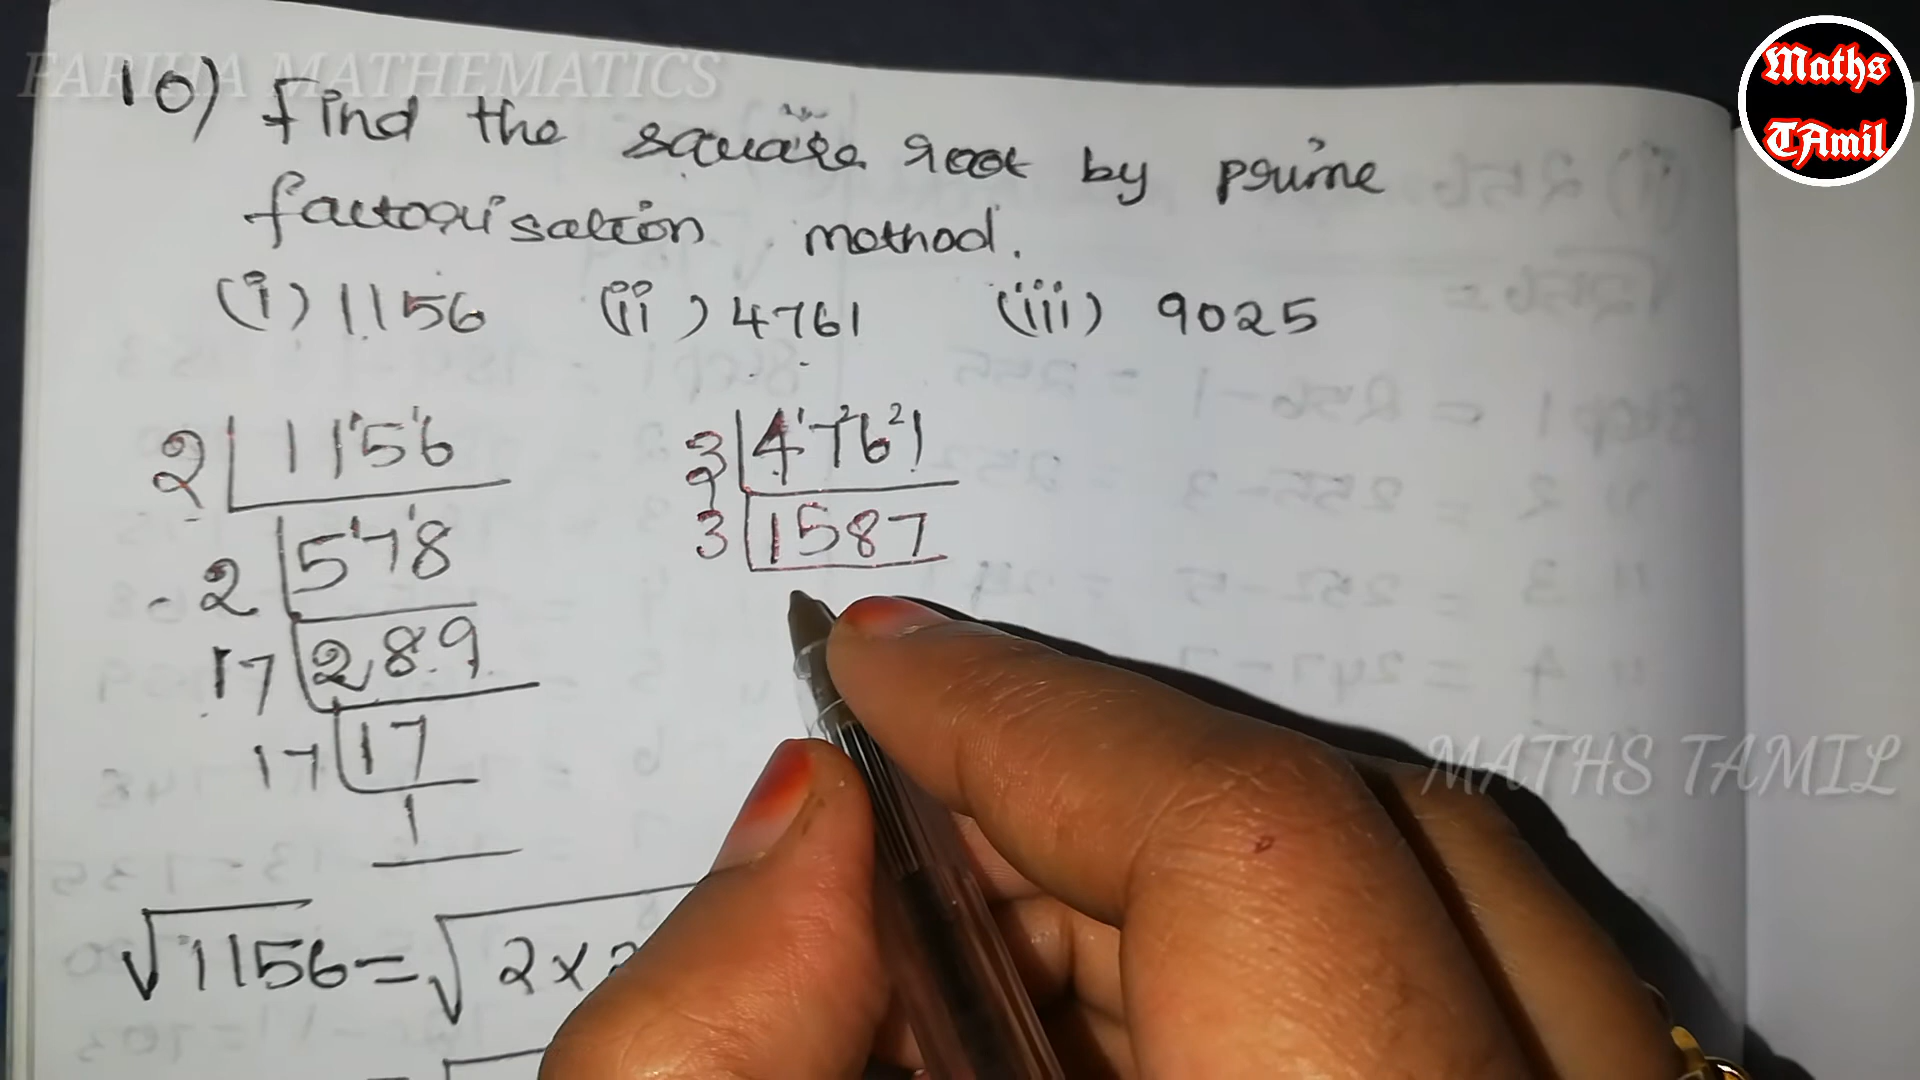 FARIHA MATHEMATICS
Maths
TAmil
10) Find the square root by prime
factorisation method.
(i) 1156 (ii) 4761 (iii) 9025
2 1156
2 578
17 289
17 17
1
3 4761
3 1587
√1156 = √2×2
MATHS TAMIL